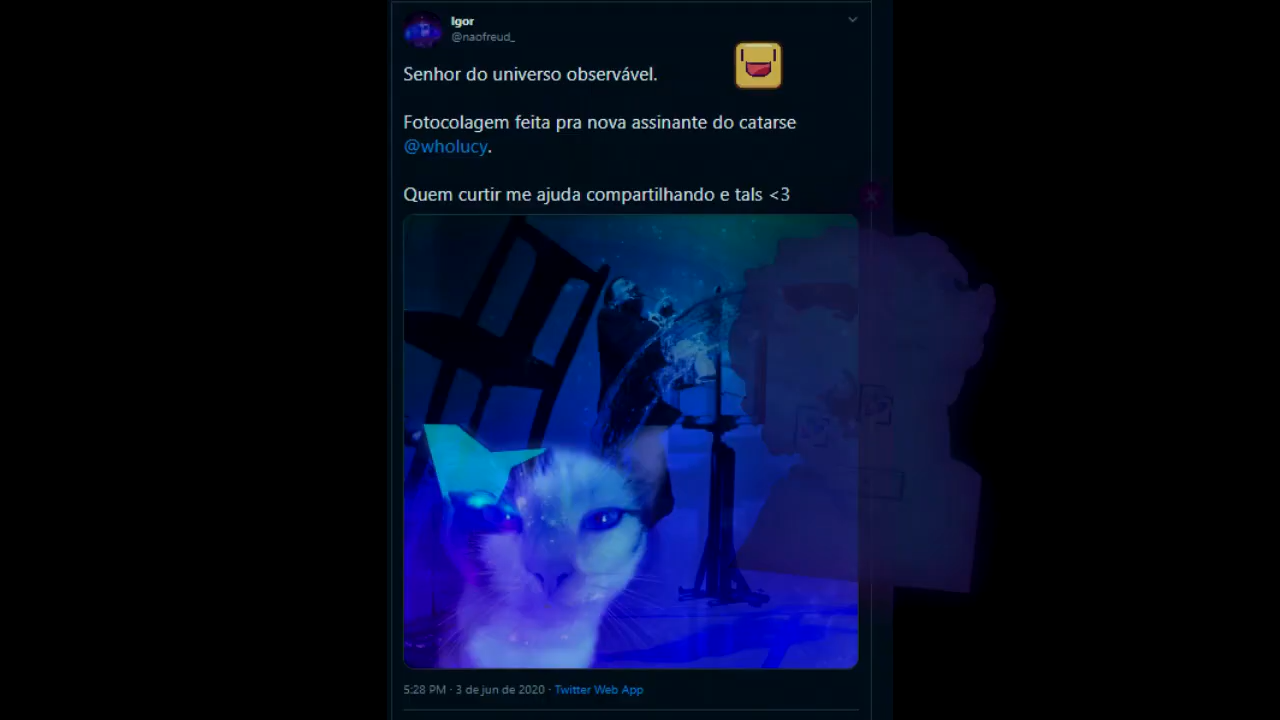 Igor
@naofreud_
Senhor do universo observável.
Fotocolagem feita pra nova assinante do catarse
@wholucy.
Quem curtir me ajuda compartilhando e tals <3
5:28 PM · 3 de jun de 2020 · Twitter Web App